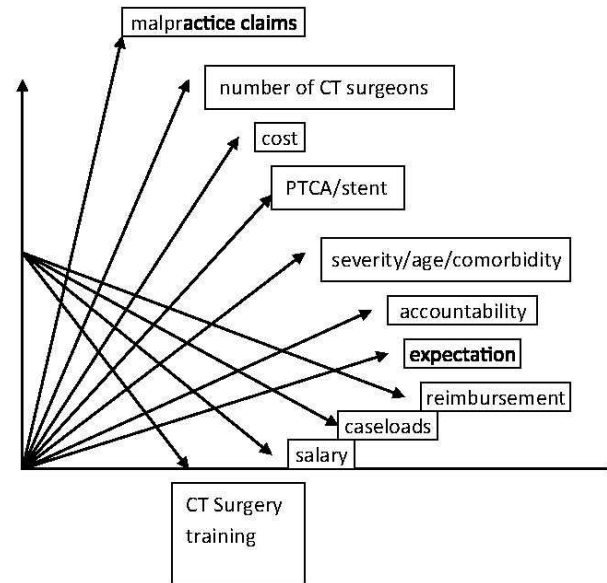 malpractice claims
number of CT surgeons
cost
PTCA/stent
severity/age/comorbidity
accountability
expectation
reimbursement
caseloads
salary
CT Surgery
training